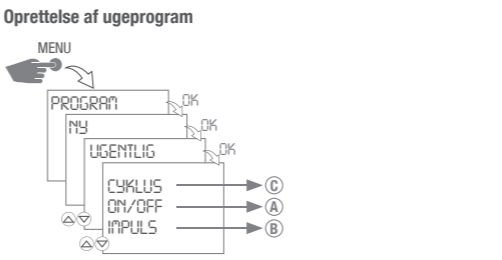 Oprettelse af ugeprogram
MENU
PROGRAM
OK
NY
OK
UGENTLIG
OK
CYKLUS
C
ON/OFF
A
IMPULS
B